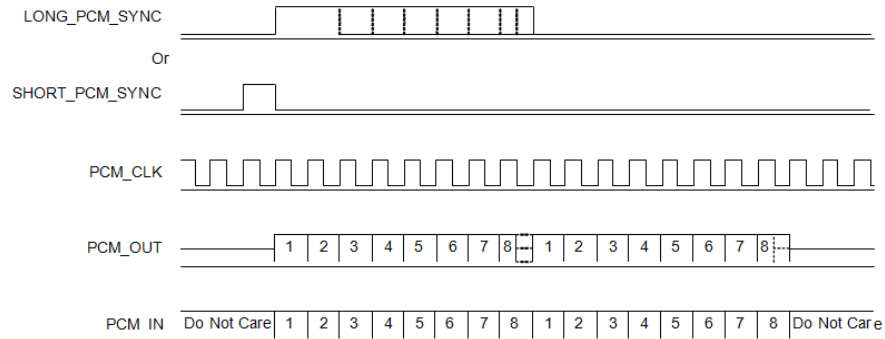 LONG_PCM_SYNC
Or
SHORT_PCM_SYNC
PCM_CLK
PCM_OUT 1 2 3 4 5 6 7 8 1 2 3 4 5 6 7 8
PCM IN Do Not Care 1 2 3 4 5 6 7 8 1 2 3 4 5 6 7 8 Do Not Care